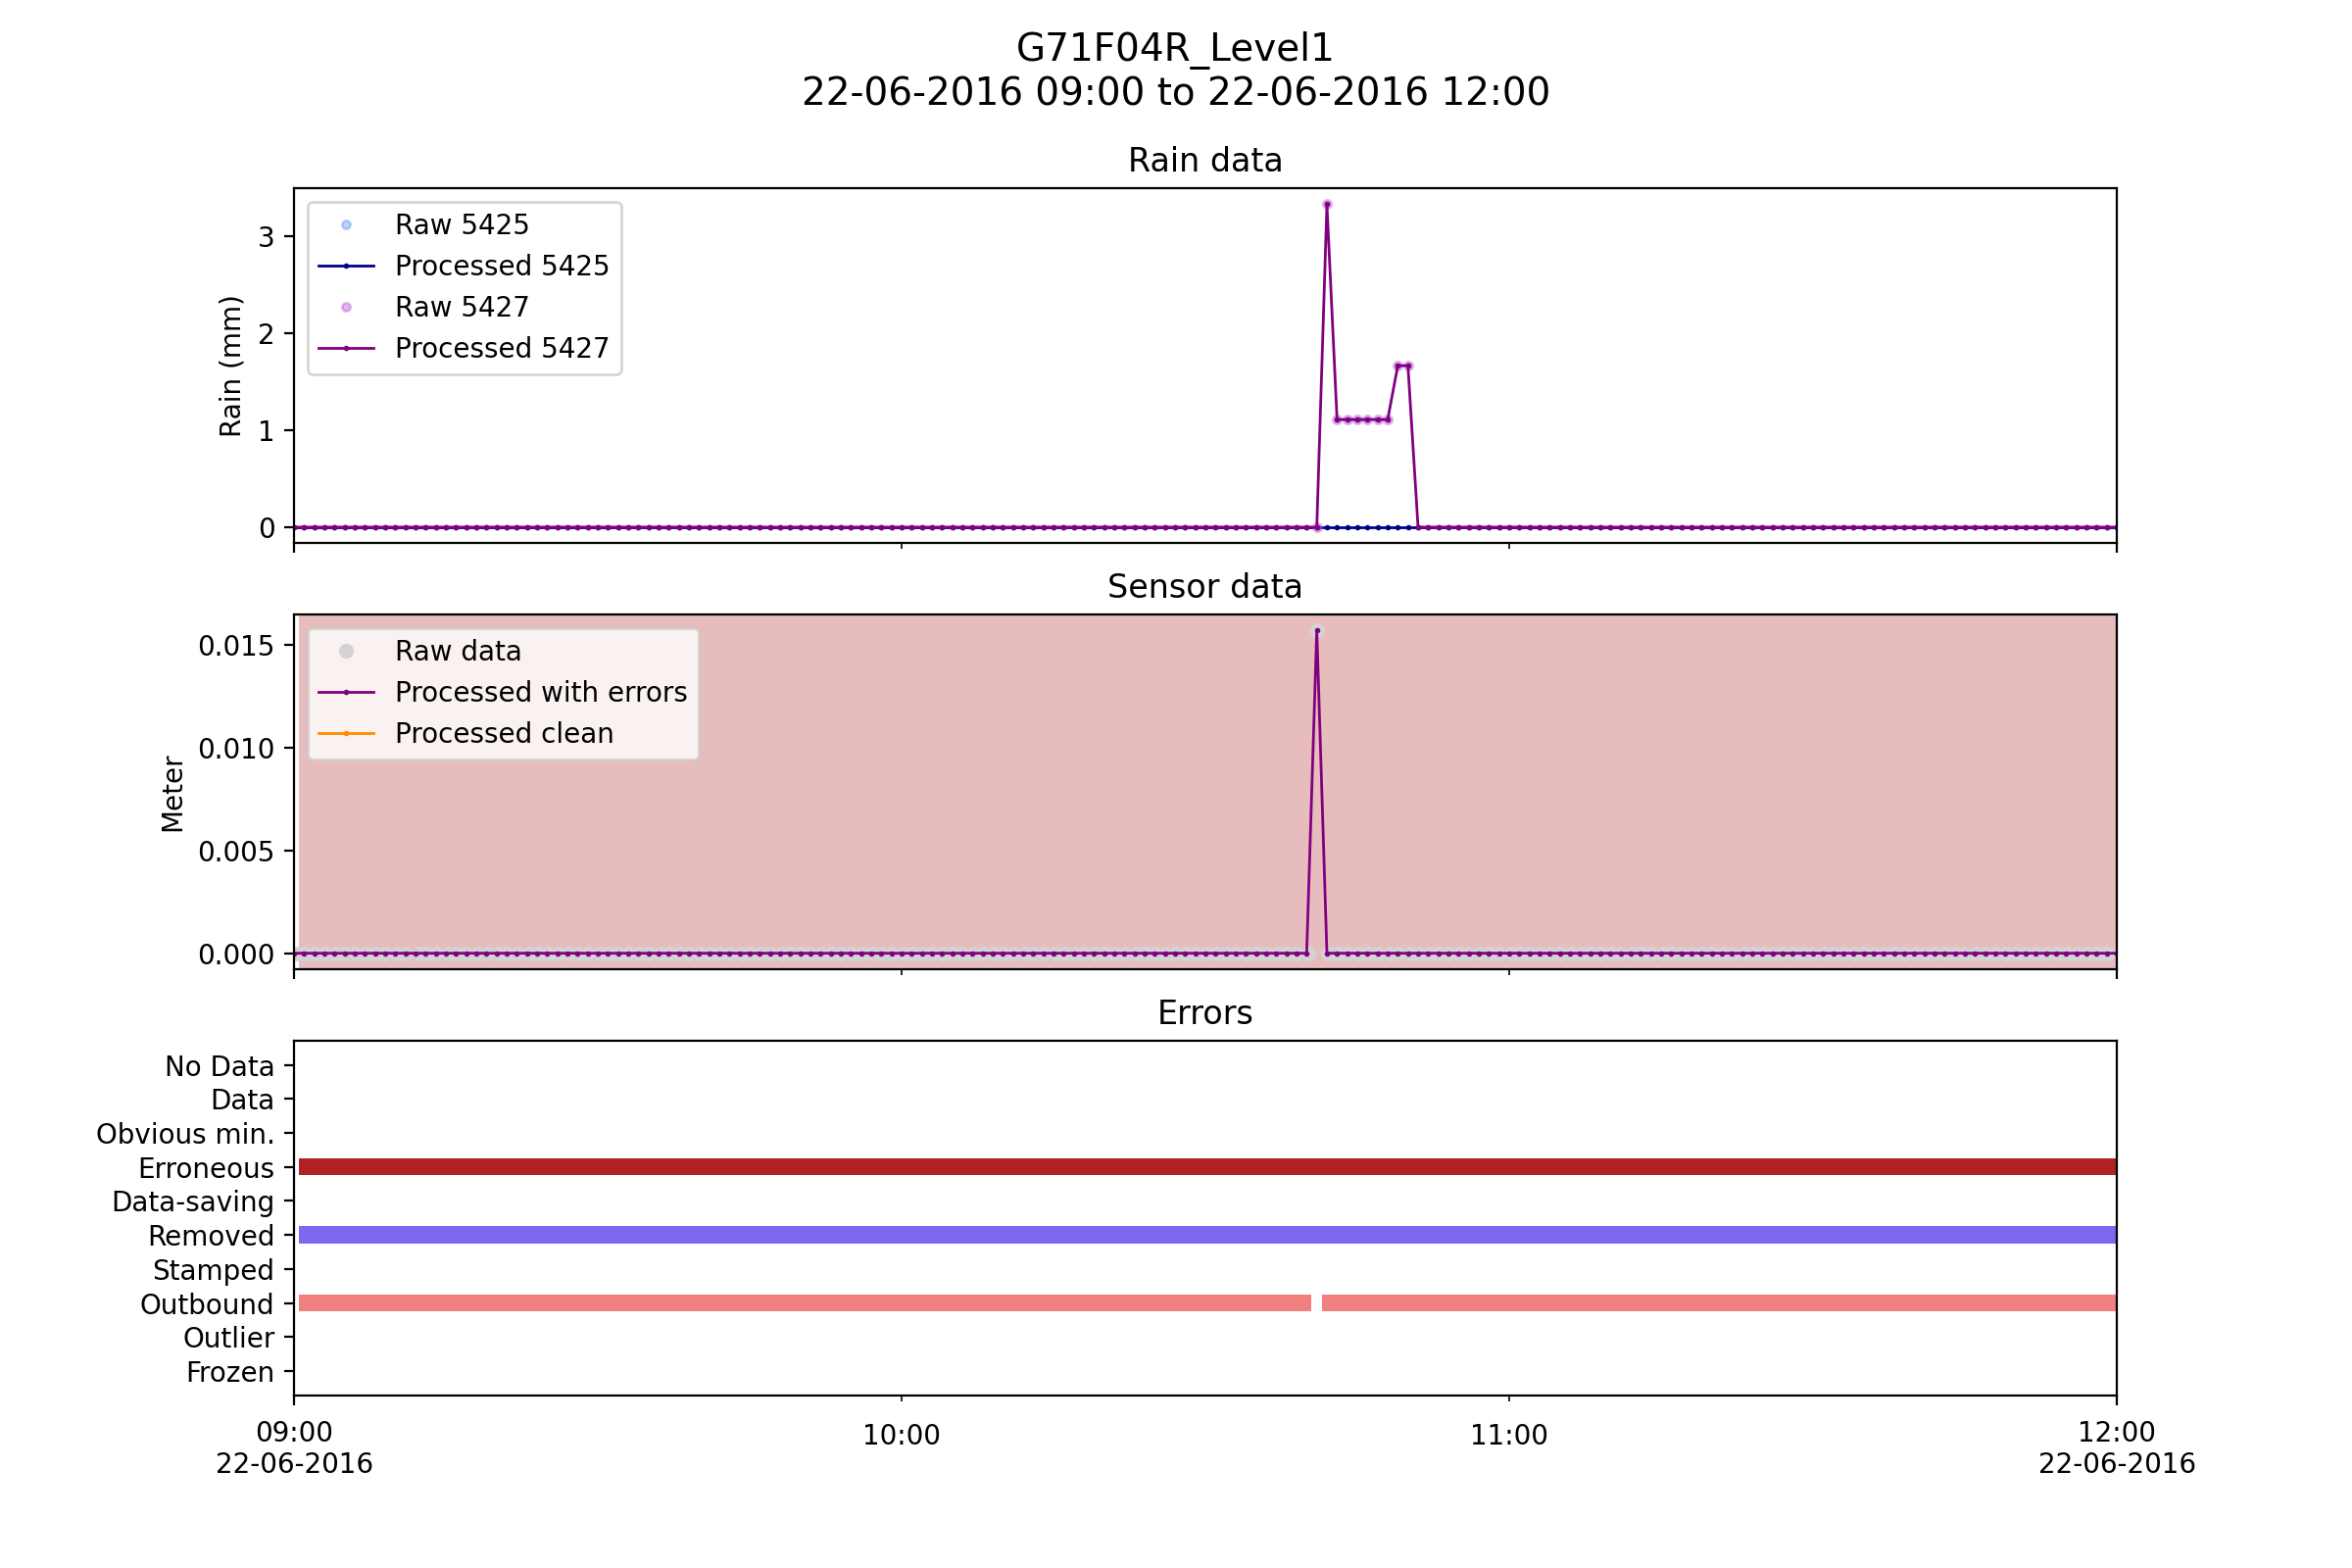 G71F04R_Level1
22-06-2016 09:00 to 22-06-2016 12:00
Rain data
Rain (mm)
3
2
1
0
Raw 5425
Processed 5425
Raw 5427
Processed 5427
Sensor data
Meter
0.015
0.010
0.005
0.000
Raw data
Processed with errors
Processed clean
Errors
No Data
Data
Obvious min.
Erroneous
Data-saving
Removed
Stamped
Outbound
Outlier
Frozen
09:00
22-06-2016
10:00
11:00
12:00
22-06-2016